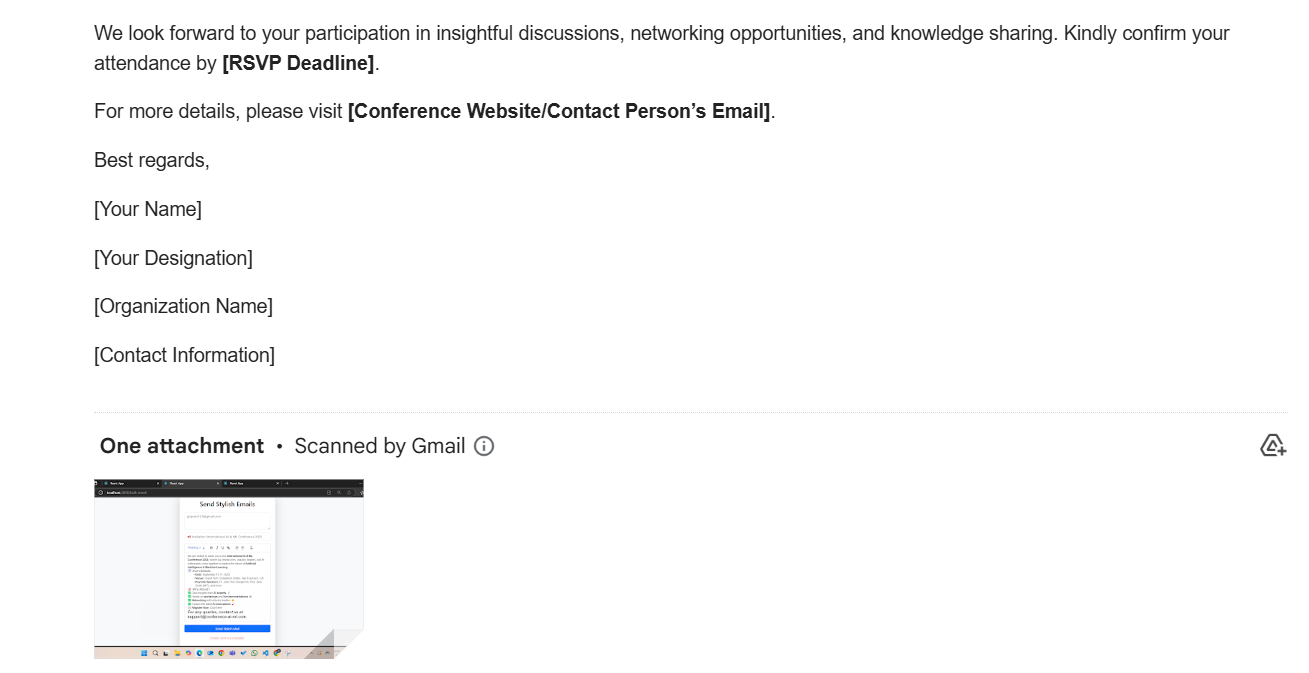 We look forward to your participation in insightful discussions, networking opportunities, and knowledge sharing. Kindly confirm your
attendance by [RSVP Deadline].
For more details, please visit [Conference Website/Contact Person’s Email].
Best regards,
[Your Name]
[Your Designation]
[Organization Name]
[Contact Information]
One attachment • Scanned by Gmail
Send Stylish Emails